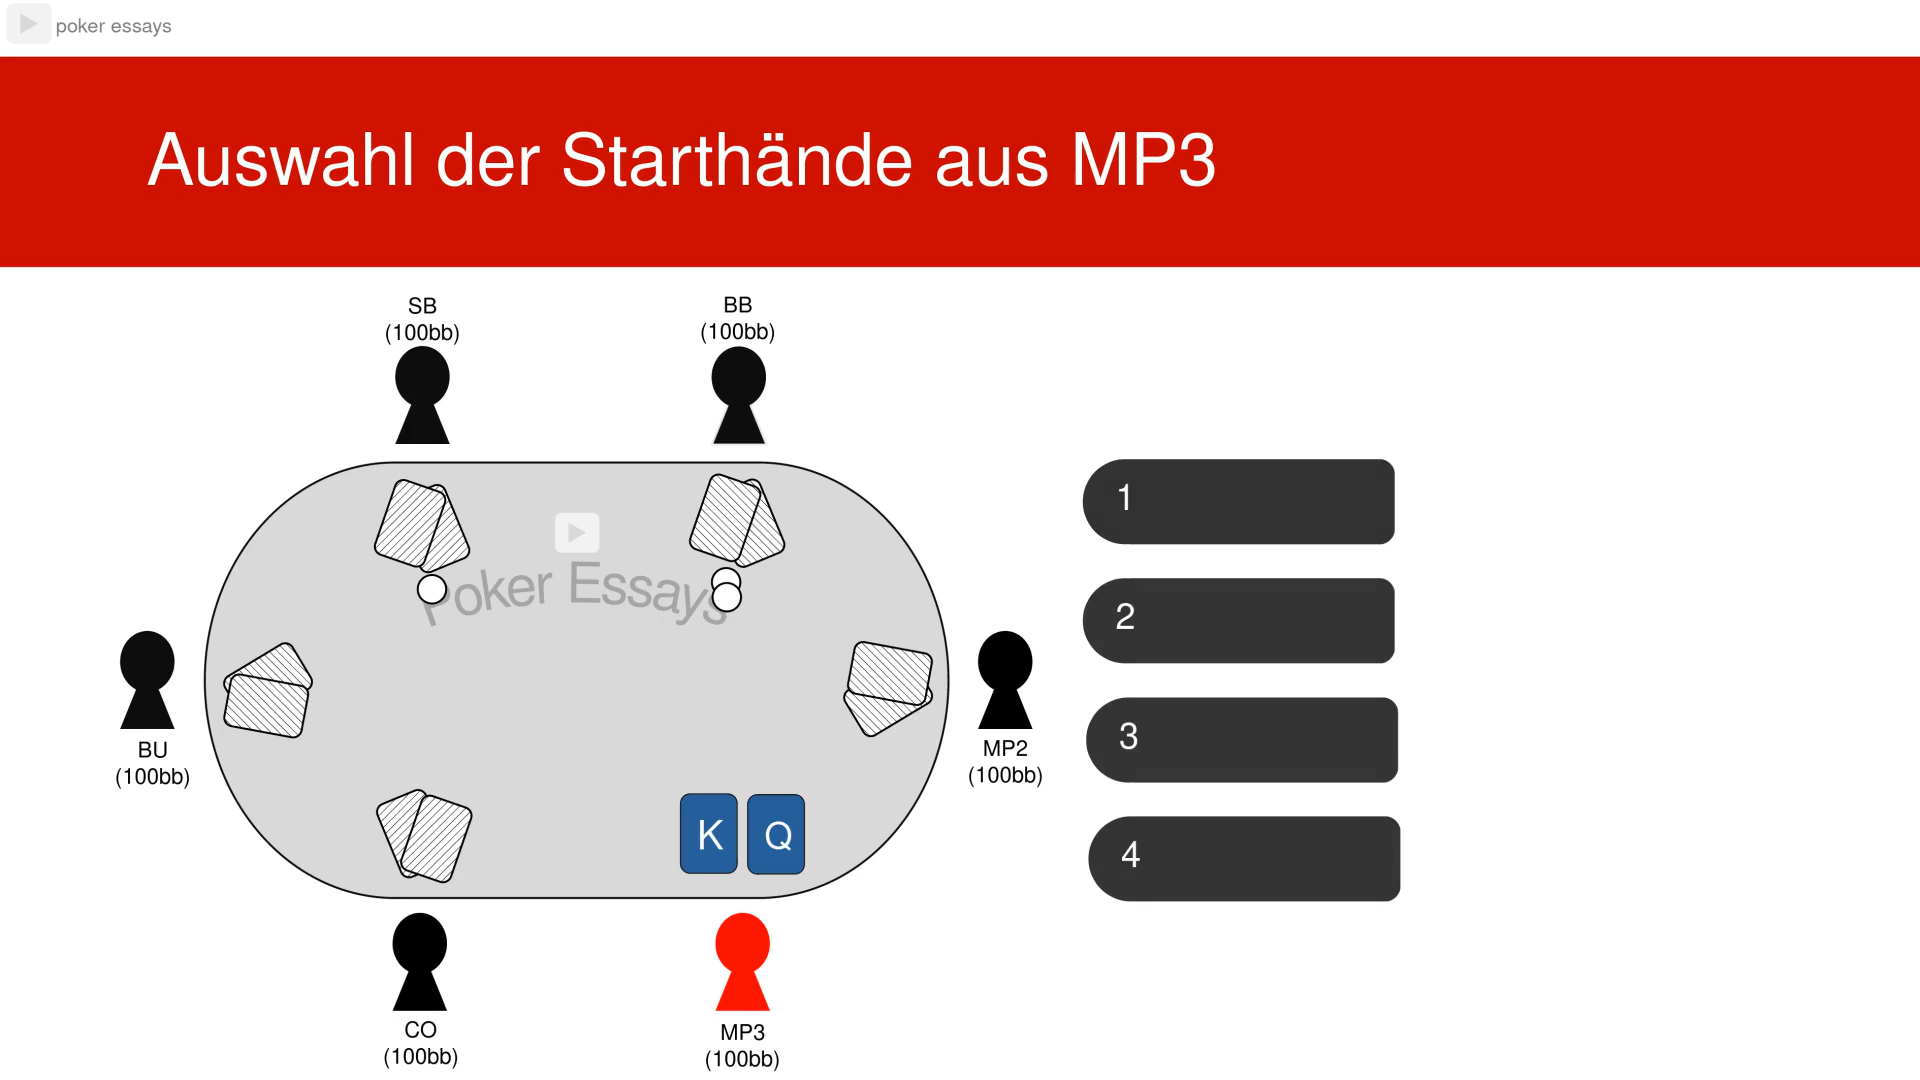 poker essays
Auswahl der Starthände aus MP3
SB
(100bb)
BB
(100bb)
Poker Essays
BU
(100bb)
MP2
(100bb)
K Q
CO
(100bb)
MP3
(100bb)
1
2
3
4